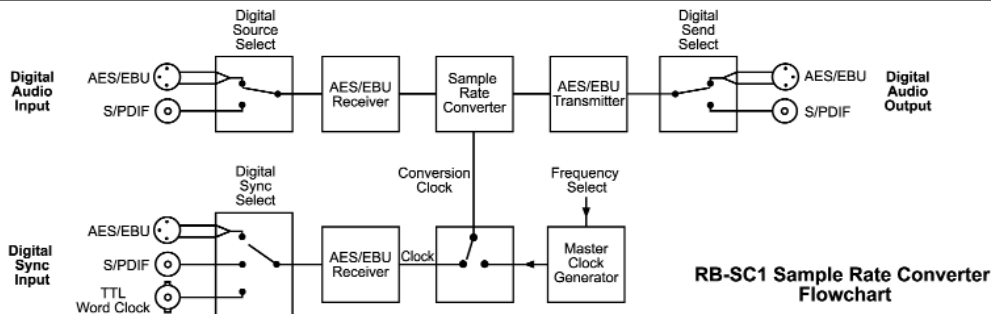 Digital
Source
Select
Digital
Send
Select
Digital
Audio
Input
AES/EBU
S/PDIF
AES/EBU
Receiver
Sample
Rate
Converter
AES/EBU
Transmitter
AES/EBU
S/PDIF
Digital
Audio
Output
Digital
Sync
Select
Conversion
Clock
Frequency
Select
Digital
Sync
Input
AES/EBU
S/PDIF
TTL
Word Clock
AES/EBU
Receiver
Clock
Master
Clock
Generator
RB-SC1 Sample Rate Converter
Flowchart